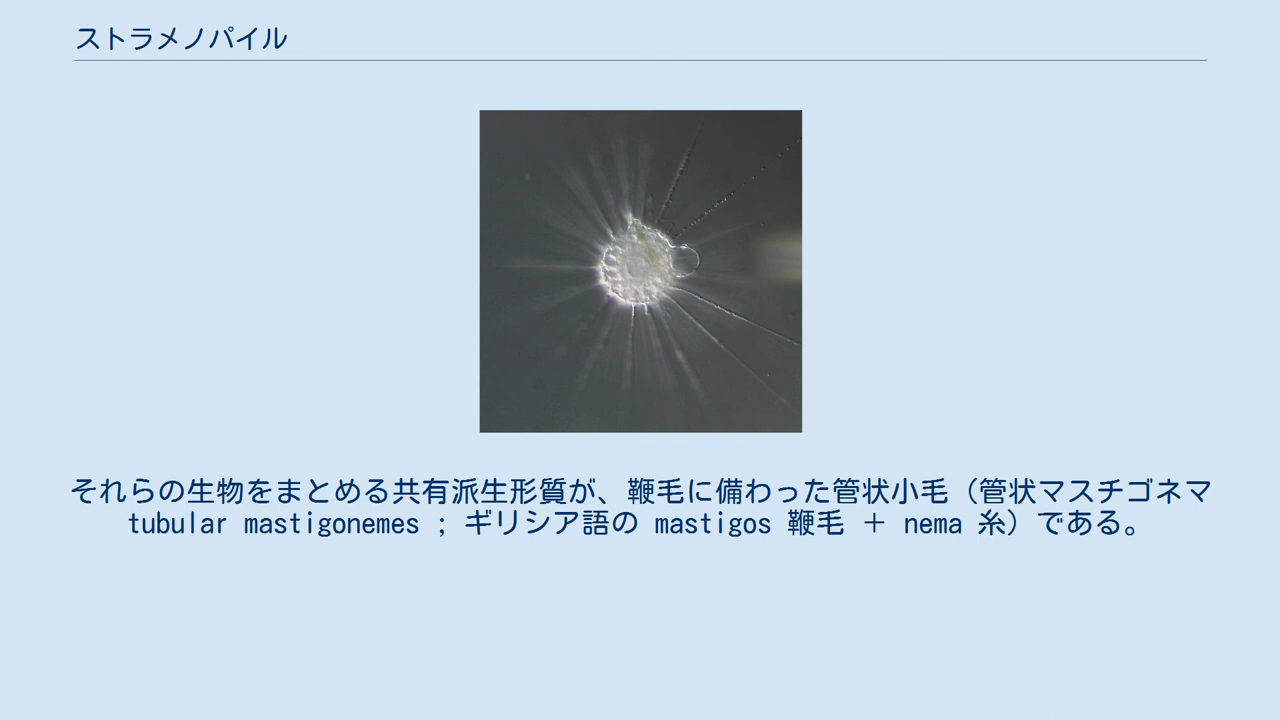 ストラメノパイル
それらの生物をまとめる共有派生形質が、鞭毛に備わった管状小毛（管状マスチゴネマ
tubular mastigonemes ; ギリシア語の mastigos 鞭毛 ＋ nema 糸）である。